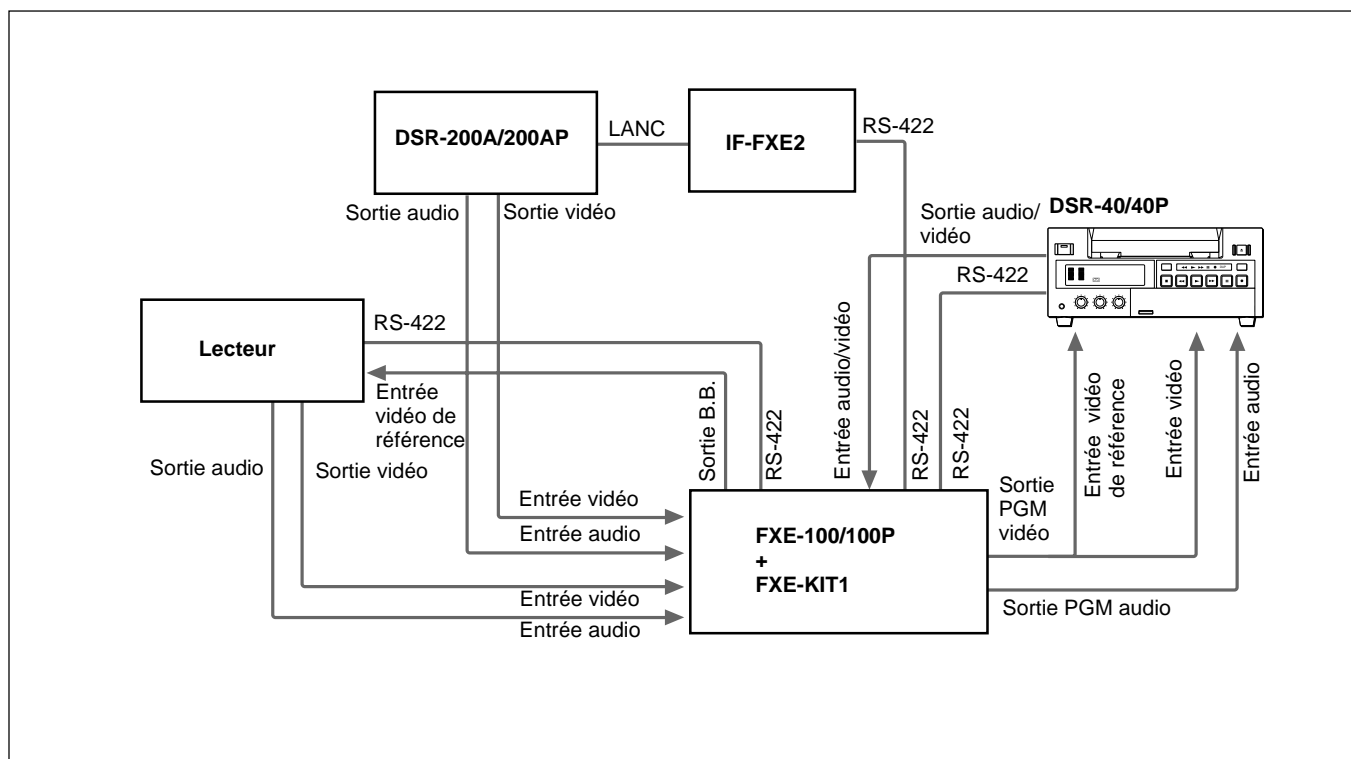 DSR-200A/200AP
LANC
IF-FXE2
RS-422
Sortie audio
Sortie vidéo
Sortie audio/
vidéo
DSR-40/40P
RS-422
Lecteur
RS-422
Entrée
vidéo de
référence
Sortie audio
Sortie vidéo
Sortie B.B.
RS-422
Entrée audio/vidéo
RS-422
RS-422
Entrée vidéo
de référence
Entrée vidéo
Entrée audio
Entrée vidéo
Entrée audio
Entrée vidéo
Entrée audio
FXE-100/100P
+
FXE-KIT1
Sortie
PGM
vidéo
Sortie PGM audio